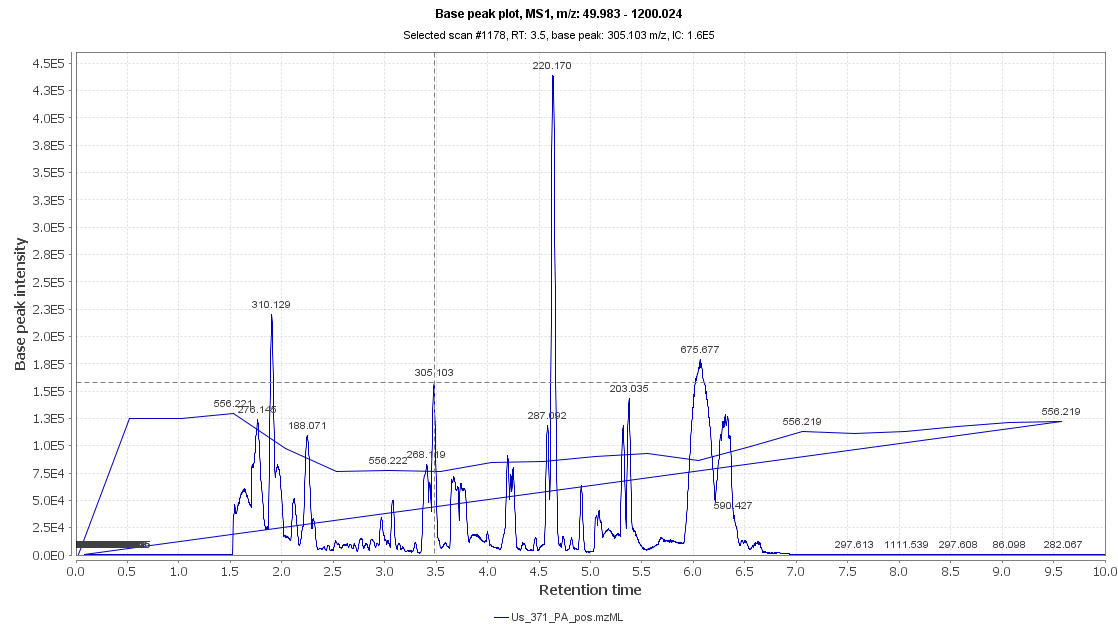 Base peak plot, MS1, m/z: 49.983 - 1200.024
Selected scan #1178, RT: 3.5, base peak: 305.103 m/z, IC: 1.6E5
Base peak intensity
4.5E5
4.3E5
4.0E5
3.8E5
3.5E5
3.3E5
3.0E5
2.8E5
2.5E5
2.3E5
2.0E5
1.8E5
1.5E5
1.3E5
1.0E5
7.5E4
5.0E4
2.5E4
0.0E0
220.170
310.129
675.677
305.103
203.035
556.221
276.145
287.092
556.219
556.219
188.071
268.119
556.222
590.427
297.613
1111.539
297.608
86.098
282.067
0.0 0.5 1.0 1.5 2.0 2.5 3.0 3.5 4.0 4.5 5.0 5.5 6.0 6.5 7.0 7.5 8.0 8.5 9.0 9.5 10.0
Retention time
Us_371_PA_pos.mzML